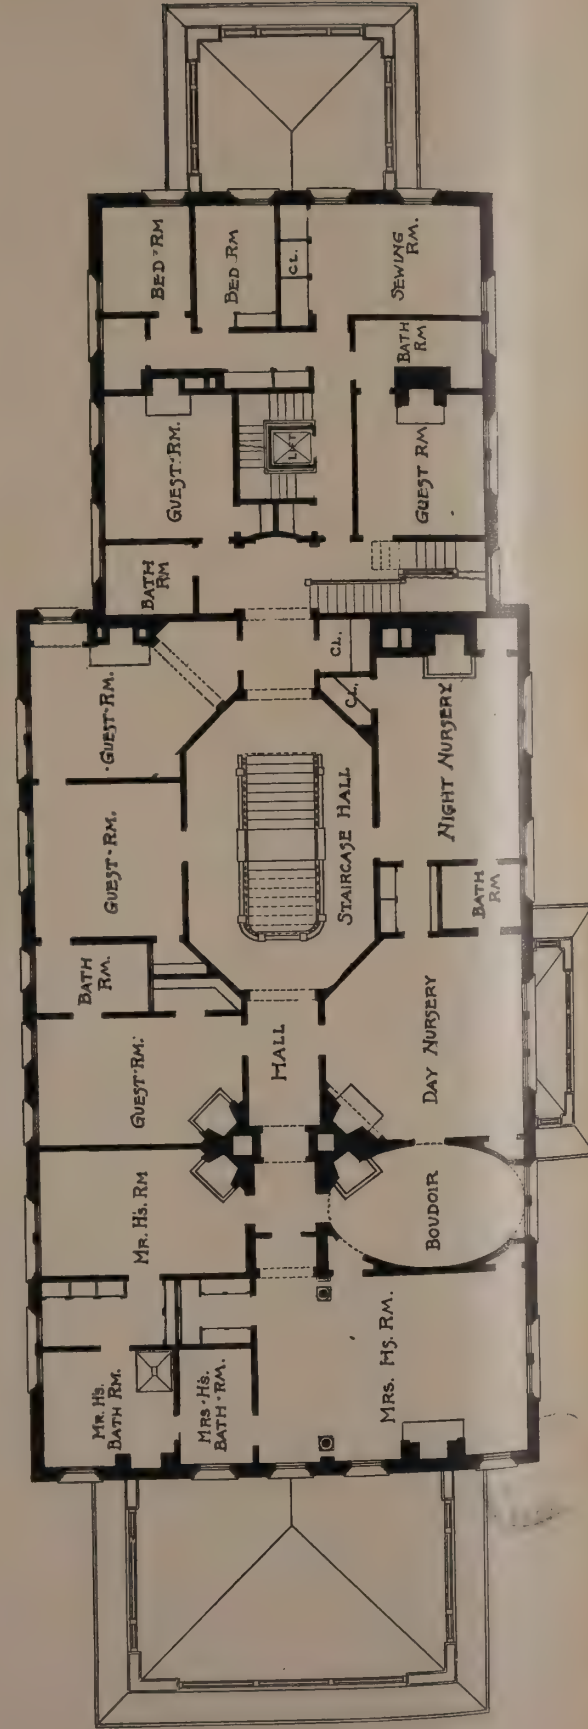 BED·RM
BED RM
CL.
SEWING
RM.
GUEST·RM.
LIFT
BATH
RM
GUEST RM
BATH
RM
CL.
CL.
·GUEST·RM.
GUEST·RM.
STAIRCASE HALL
NIGHT NURSERY
BATH
RM
BATH
RM.
GUEST·RM.
HALL
DAY NURSERY
MR. H'S. RM
BOUDOIR
MR. H'S.
BATH RM.
MRS·H'S.
BATH·RM.
MRS. H'S. RM.